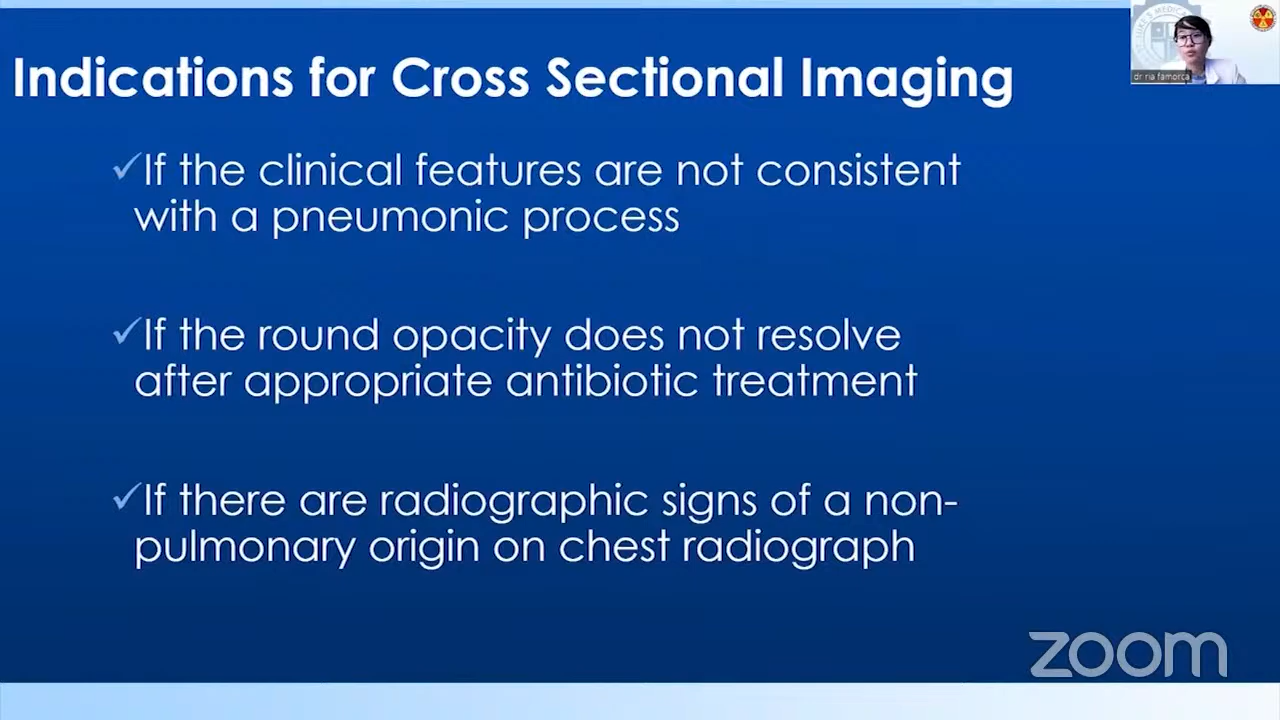 Indications for Cross Sectional Imaging
✓If the clinical features are not consistent
with a pneumonic process
✓If the round opacity does not resolve
after appropriate antibiotic treatment
✓If there are radiographic signs of a non-
pulmonary origin on chest radiograph
dr ria famorca
zoom